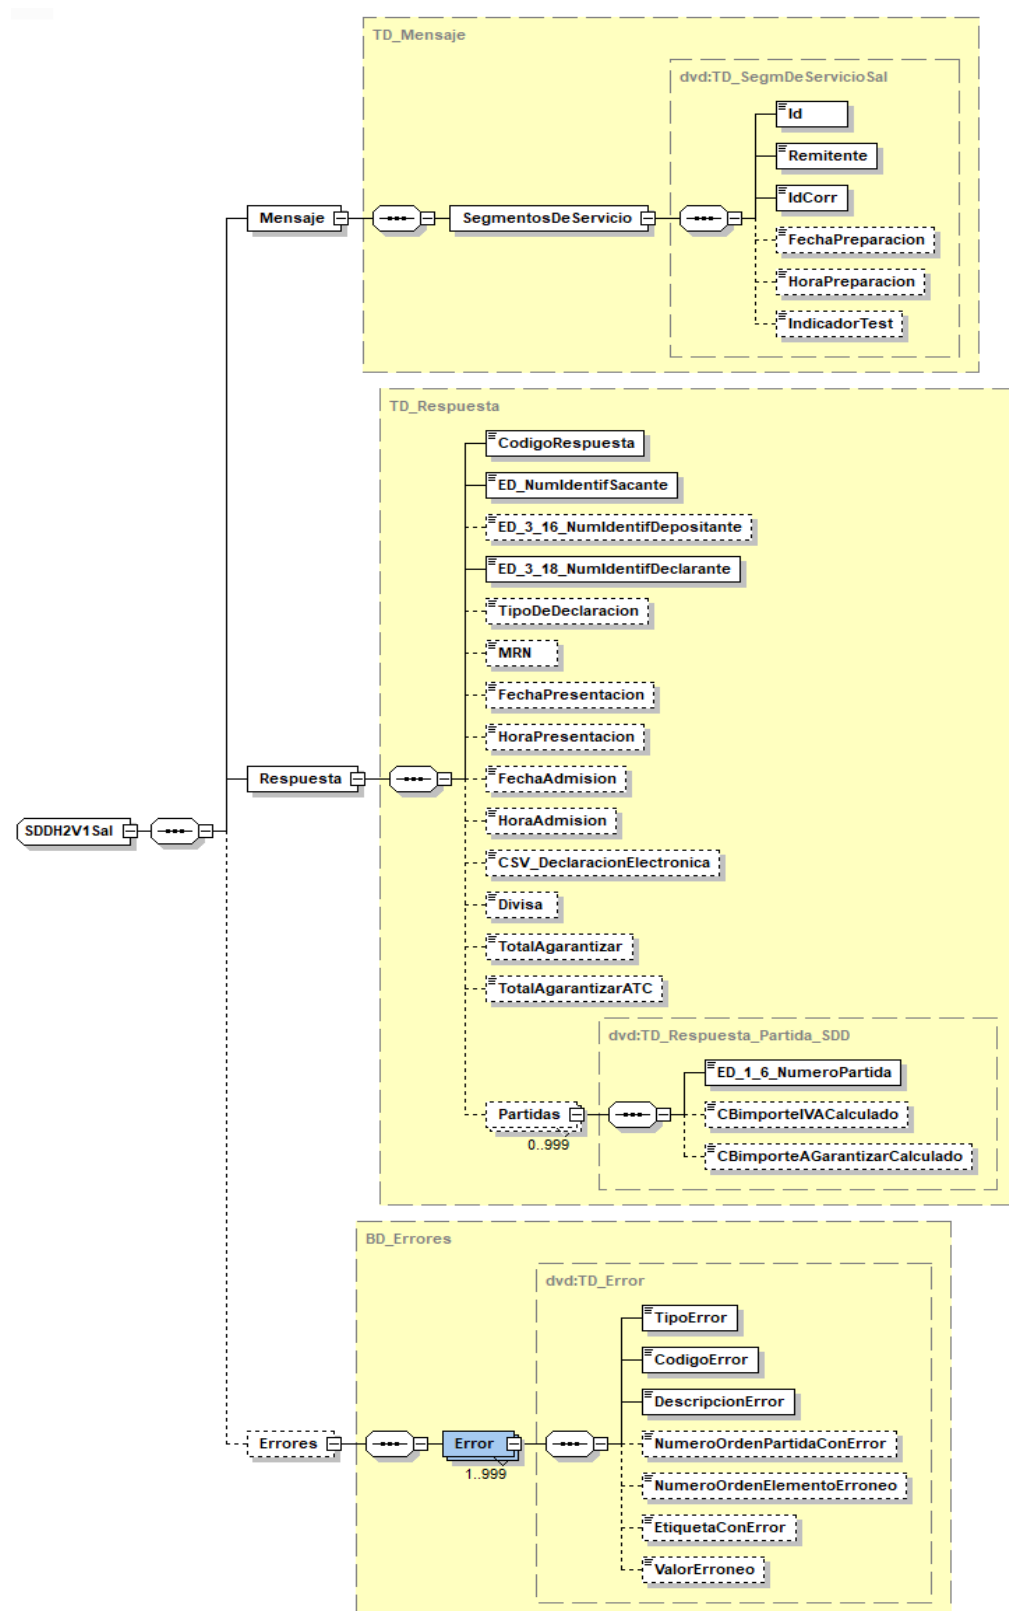 TD_Mensaje
dvd:TD_SegmDeServicioSal
Id
Remitente
IdCorr
Mensaje
SegmentosDeServicio
FechaPreparacion
HoraPreparacion
IndicadorTest
TD_Respuesta
CodigoRespuesta
ED_NumIdentifSacante
ED_3_16_NumIdentifDepositante
ED_3_18_NumIdentifDeclarante
TipoDeDeclaracion
MRN
FechaPresentacion
HoraPresentacion
Respuesta
FechaAdmision
HoraAdmision
SDDH2V1Sal
CSV_DeclaracionElectronica
Divisa
TotalAgarantizar
TotalAgarantizarATC
dvd:TD_Respuesta_Partida_SDD
ED_1_6_NumeroPartida
Partidas
CBimporteIVACalculado
0..999
CBimporteAGarantizarCalculado
BD_Errores
dvd:TD_Error
TipoError
CodigoError
DescripcionError
Errores
Error
NumeroOrdenPartidaConError
1..999
NumeroOrdenElementoErroneo
EtiquetaConError
ValorErroneo